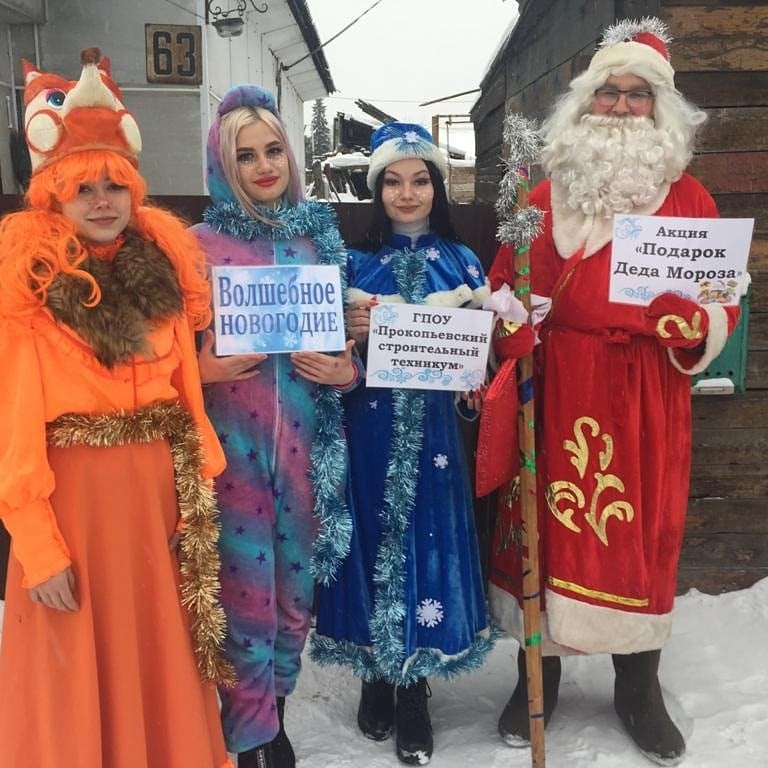 63
Волшебное
новогодие
ГПОУ
«Прокопьевский
строительный
техникум»
Акция
«Подарок
Деда Мороза»